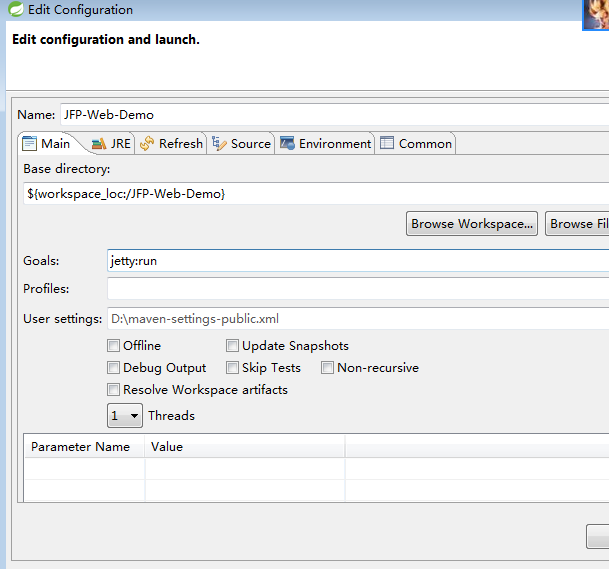 Edit Configuration
Edit configuration and launch.
Name: JFP-Web-Demo
Main JRE Refresh Source Environment Common
Base directory:
${workspace_loc:/JFP-Web-Demo}
Browse Workspace... Browse Fil
Goals: jetty:run
Profiles:
User settings: D:\maven-settings-public.xml
Offline Update Snapshots
Debug Output Skip Tests Non-recursive
Resolve Workspace artifacts
1 Threads
Parameter Name Value